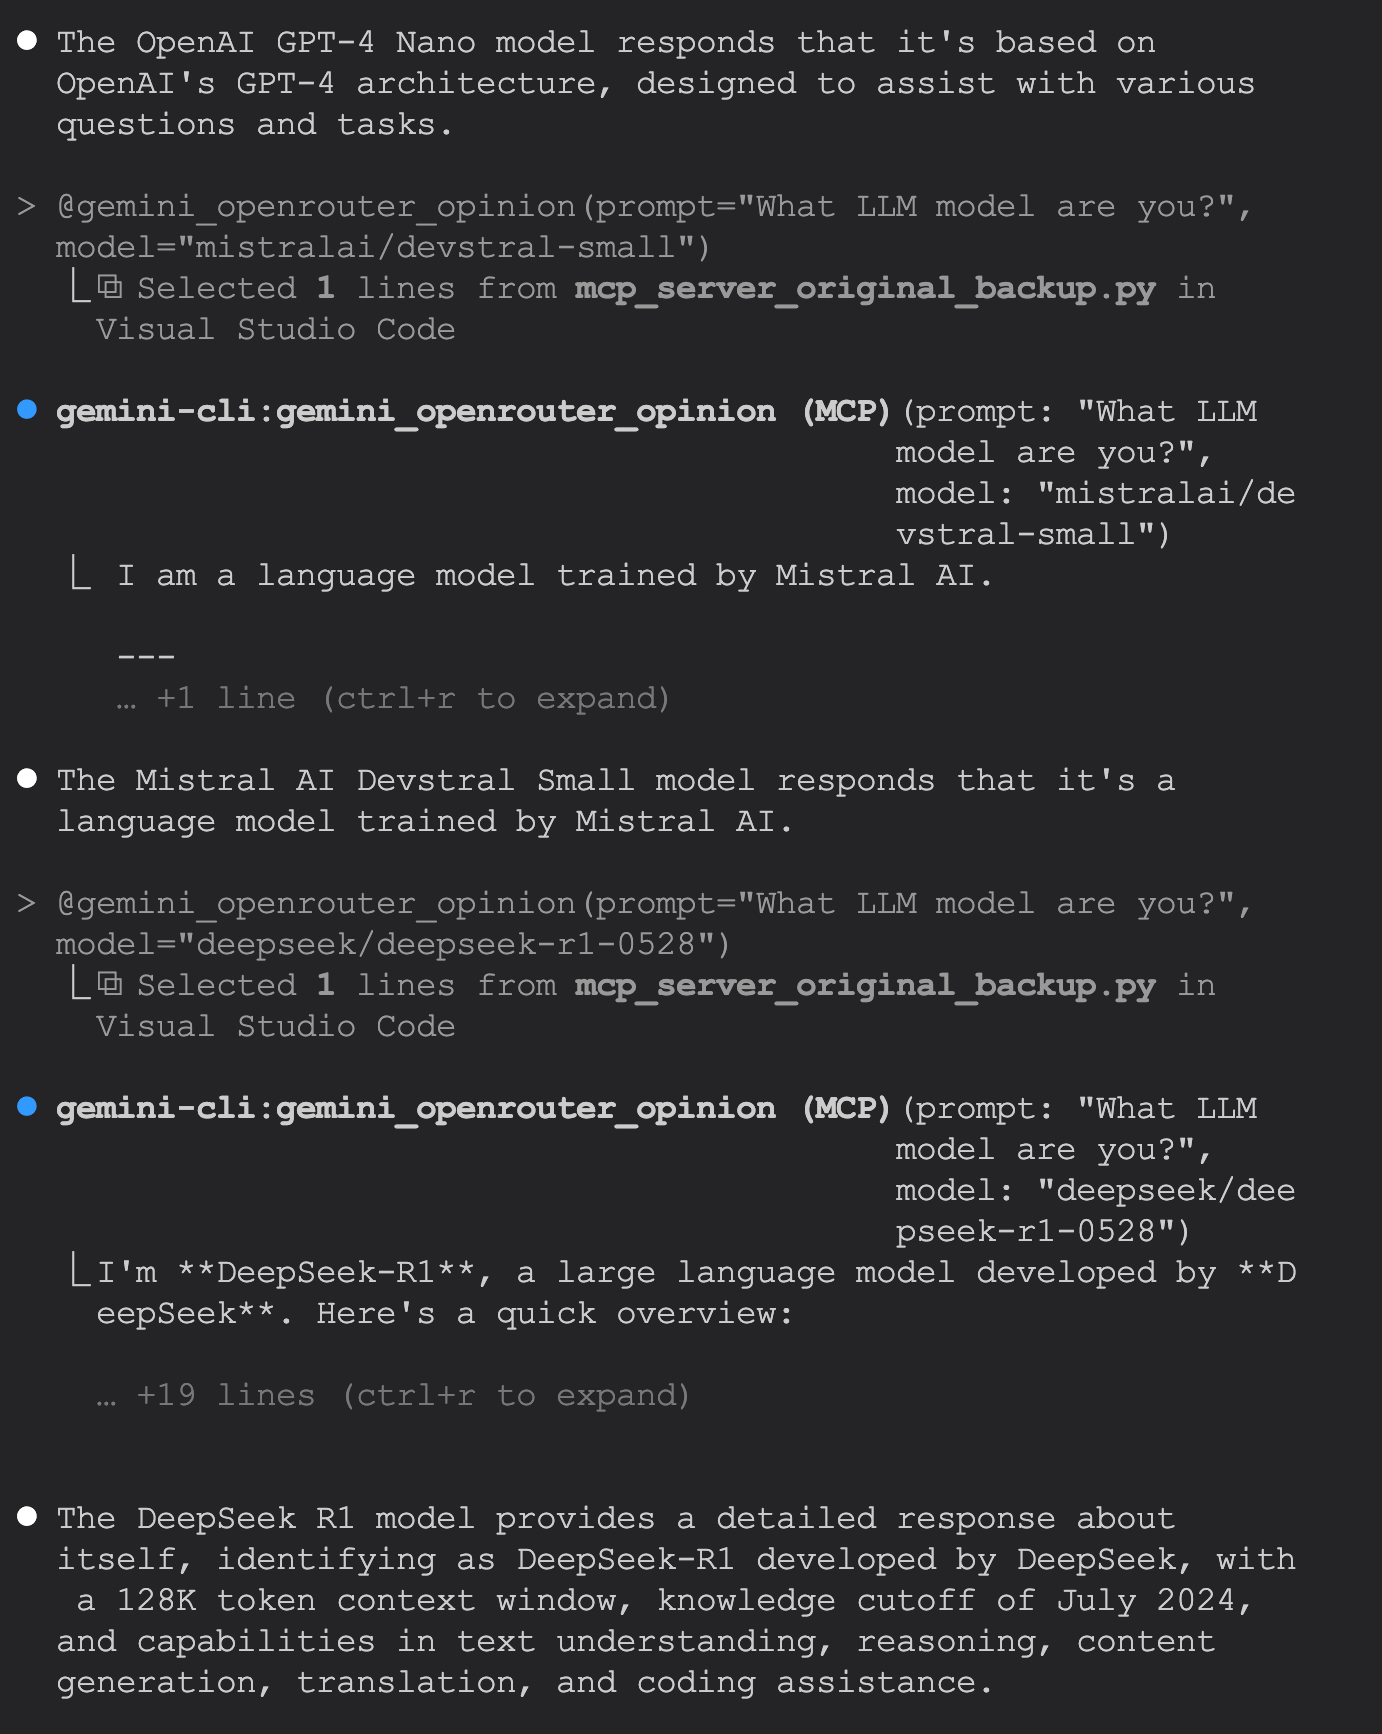 ● The OpenAI GPT-4 Nano model responds that it's based on
OpenAI's GPT-4 architecture, designed to assist with various
questions and tasks.
> @gemini_openrouter_opinion(prompt="What LLM model are you?",
model="mistralai/devstral-small")
⎿ ⧉ Selected 1 lines from mcp_server_original_backup.py in
Visual Studio Code
● gemini-cli:gemini_openrouter_opinion (MCP)(prompt: "What LLM
model are you?",
model: "mistralai/de
vstral-small")
⎿ I am a language model trained by Mistral AI.
---
… +1 line (ctrl+r to expand)
● The Mistral AI Devstral Small model responds that it's a
language model trained by Mistral AI.
> @gemini_openrouter_opinion(prompt="What LLM model are you?",
model="deepseek/deepseek-r1-0528")
⎿ ⧉ Selected 1 lines from mcp_server_original_backup.py in
Visual Studio Code
● gemini-cli:gemini_openrouter_opinion (MCP)(prompt: "What LLM
model are you?",
model: "deepseek/dee
pseek-r1-0528")
⎿ I'm **DeepSeek-R1**, a large language model developed by **D
eepSeek**. Here's a quick overview:
… +19 lines (ctrl+r to expand)
● The DeepSeek R1 model provides a detailed response about
itself, identifying as DeepSeek-R1 developed by DeepSeek, with
a 128K token context window, knowledge cutoff of July 2024,
and capabilities in text understanding, reasoning, content
generation, translation, and coding assistance.